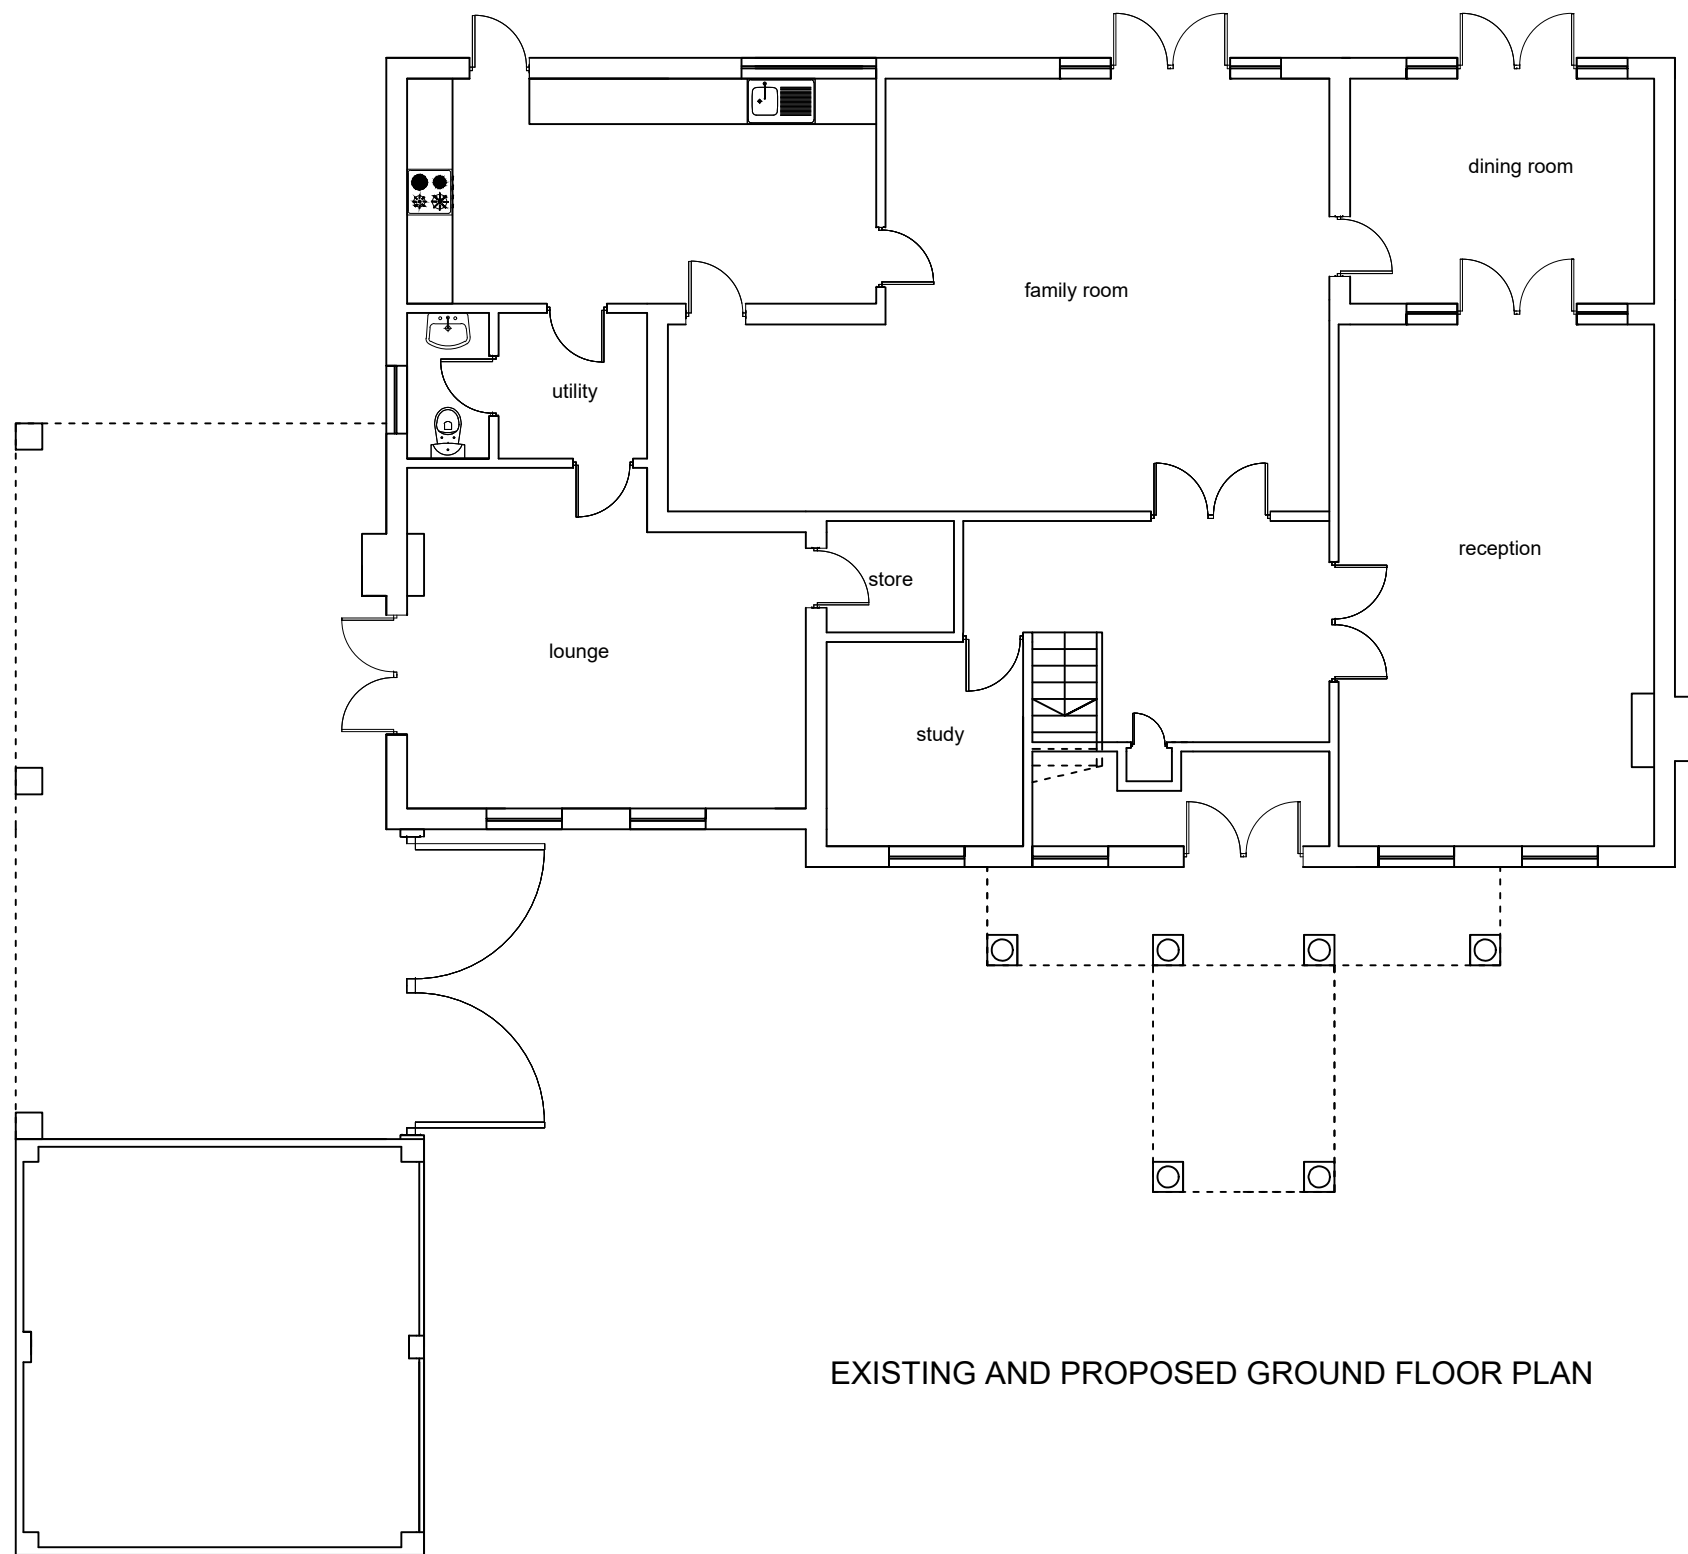 dining room
family room
utility
reception
store
lounge
study
EXISTING AND PROPOSED GROUND FLOOR PLAN